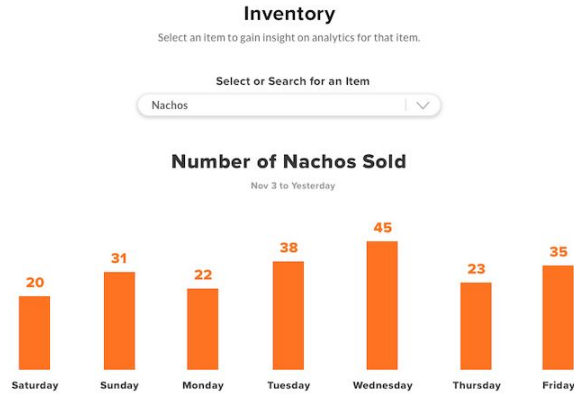 Inventory
Select an item to gain insight on analytics for that item.
Select or Search for an Item
Nachos
Number of Nachos Sold
Nov 3 to Yesterday
20 31 22 38 45 23 35
Saturday Sunday Monday Tuesday Wednesday Thursday Friday